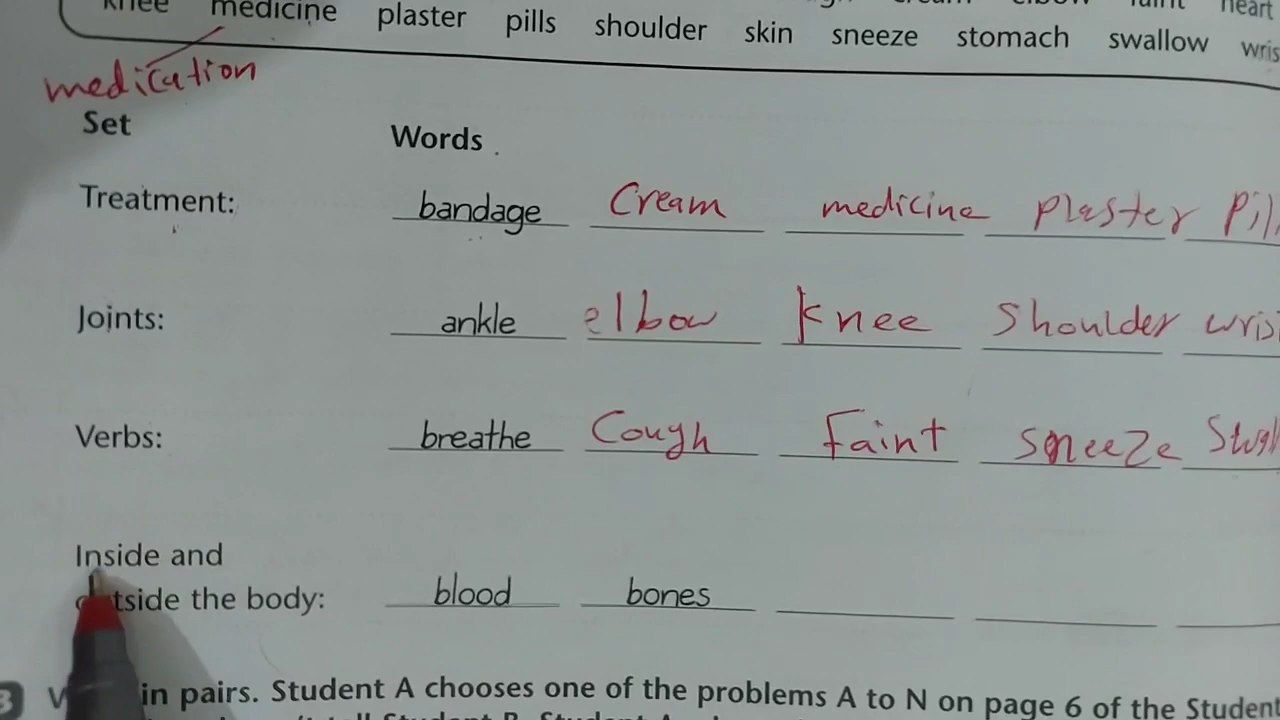 knee medicine plaster pills shoulder skin sneeze stomach swallow
medication
Set Words
Treatment: bandage Cream medicine plaster
Joints: ankle elbow knee shoulder
Verbs: breathe Cough Faint sneeze
Inside and
the body: blood bones
in pairs. Student A chooses one of the problems A to N on page 6 of the Student